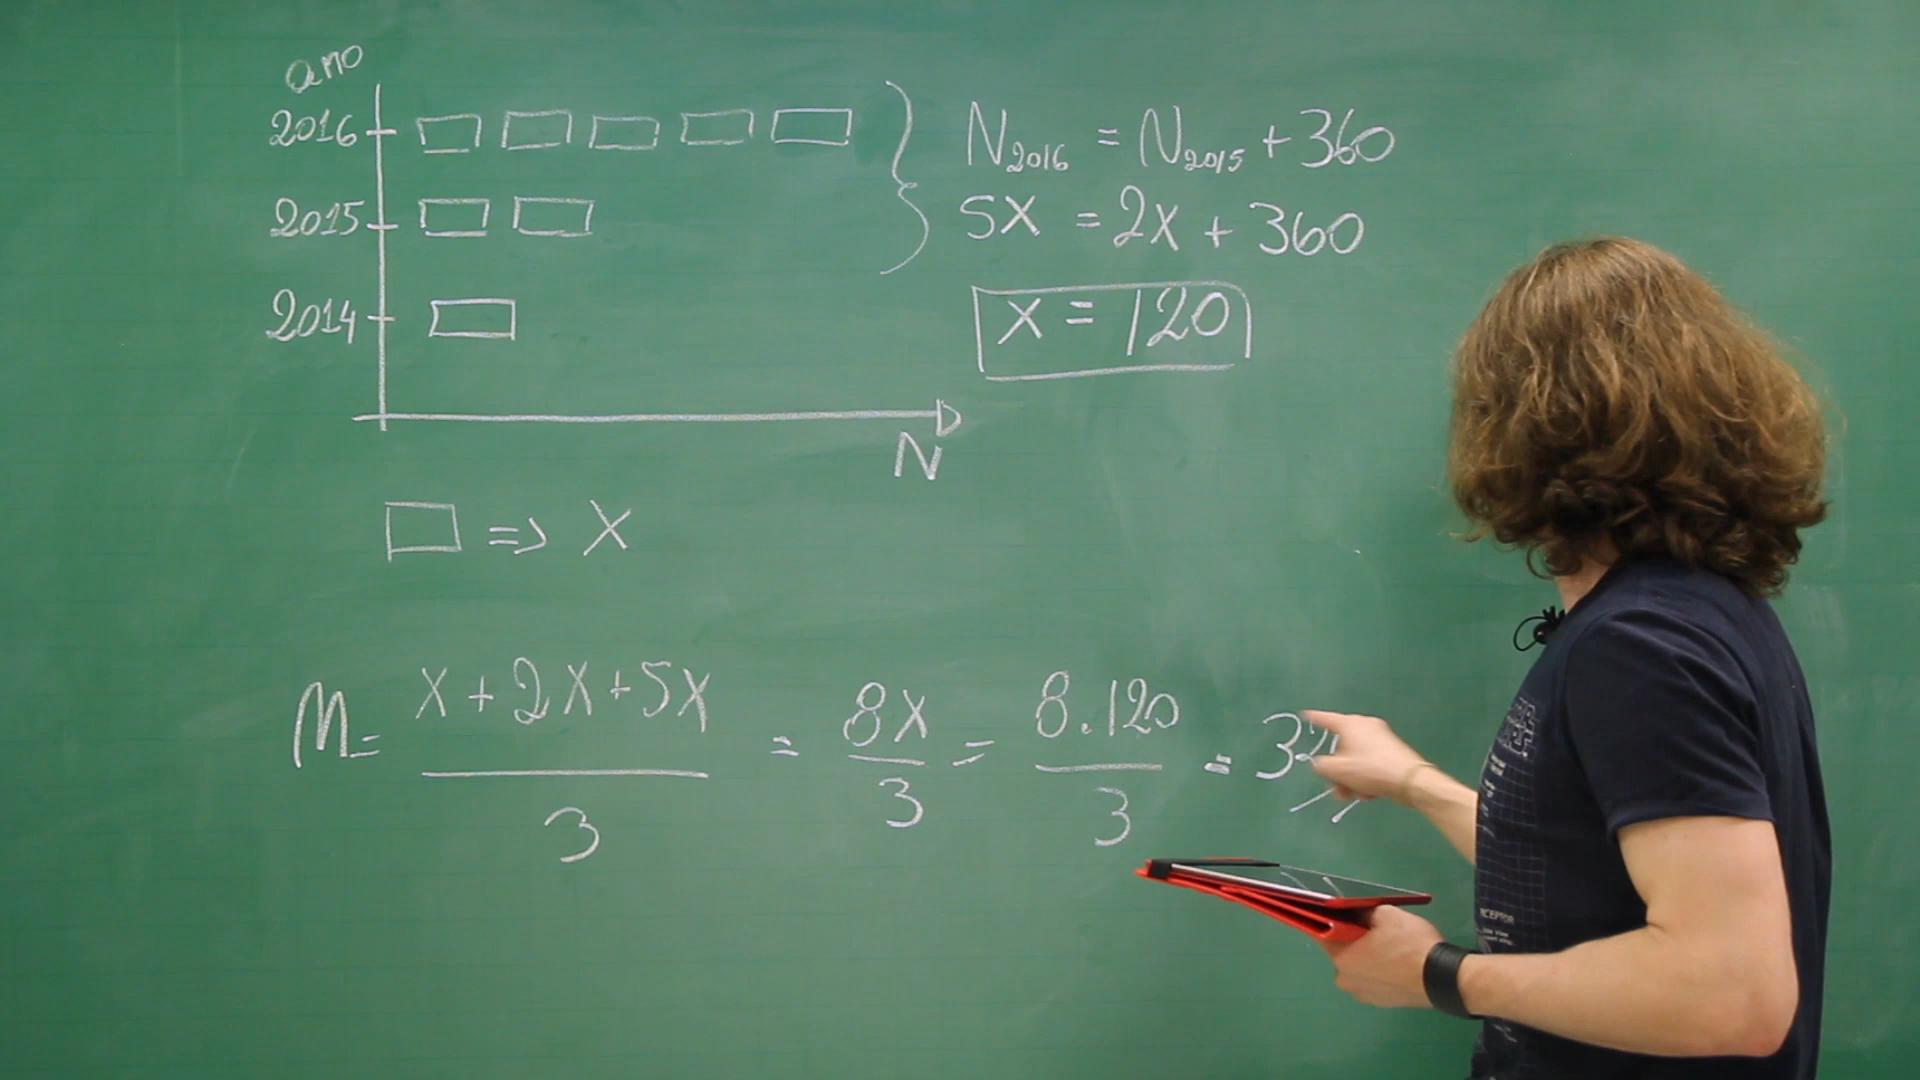 ano
2016
2015
2014
N
N2016 = N2015 + 360
5X = 2X + 360
X = 120
=> X
M = X + 2X + 5X / 3 = 8X / 3 = 8.120 / 3 =